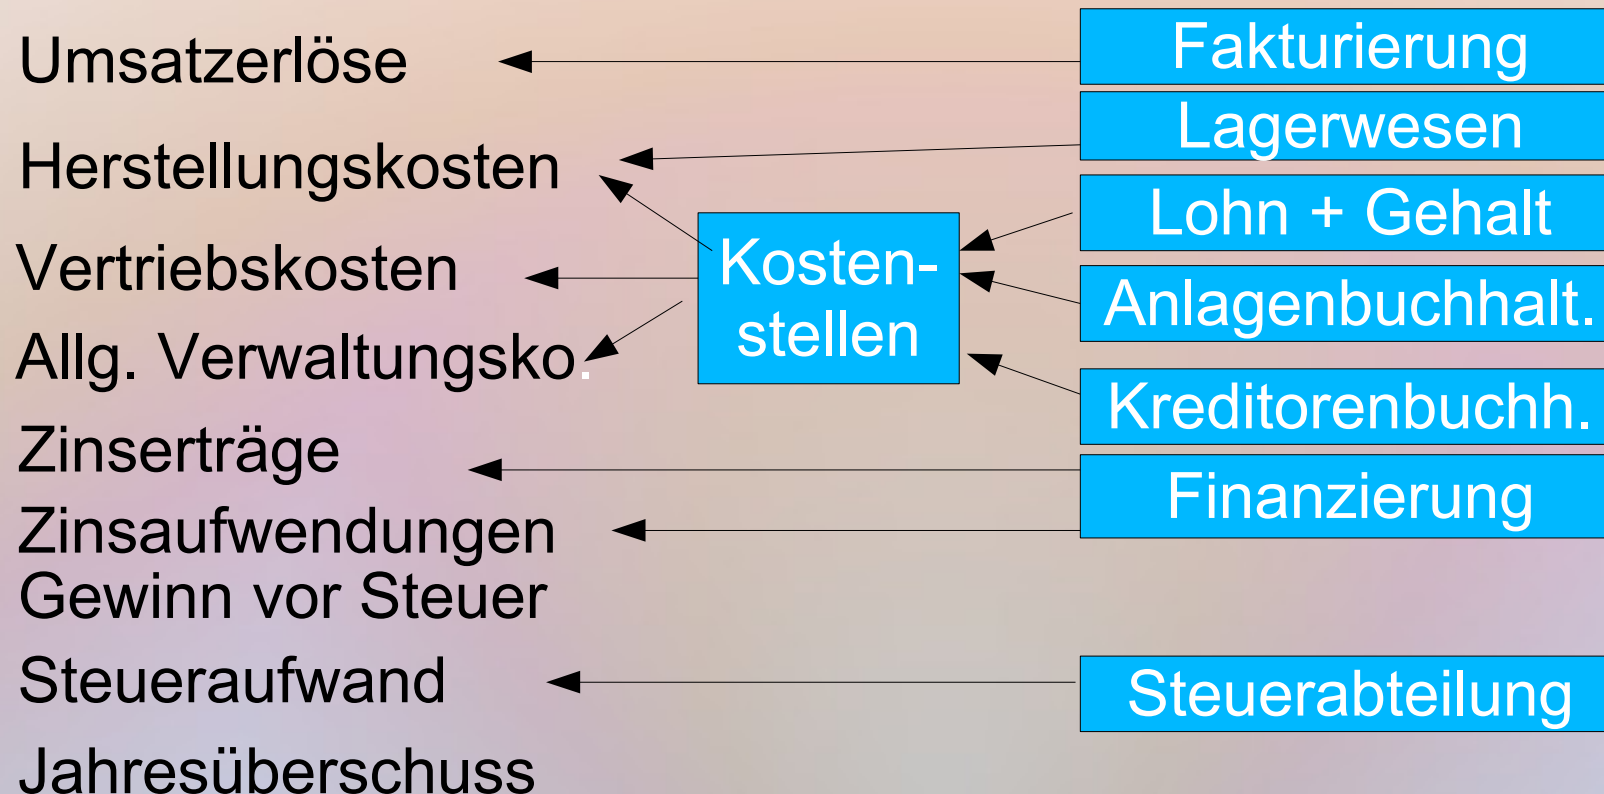 Umsatzerlöse
Fakturierung
Herstellungskosten
Lagerwesen
Lohn + Gehalt
Vertriebskosten
Kosten-
stellen
Anlagenbuchhalt.
Allg. Verwaltungsko.
Kreditorenbuchh.
Zinserträge
Finanzierung
Zinsaufwendungen
Gewinn vor Steuer
Steueraufwand
Steuerabteilung
Jahresüberschuss